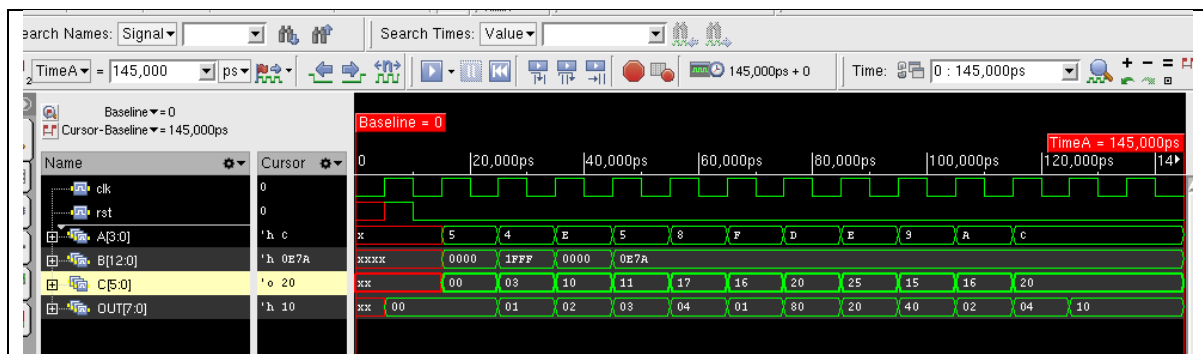 earch Names: Signal Search Times: Value
2 TimeA = 145,000 ps 145,000ps + 0 Time: 0 : 145,000ps
Baseline = 0
Cursor-Baseline = 145,000ps
Baseline = 0
TimeA = 145,000ps
Name Cursor 0 20,000ps 40,000ps 60,000ps 80,000ps 100,000ps 120,000ps 14
clk 0
rst 0
A[3:0] 'h C x 5 4 E 5 8 F D E 9 A C
B[12:0] 'h 0E7A xxxx 0000 1FFF 0000 0E7A
C[5:0] 'o 20 xx 00 03 10 11 17 16 20 25 15 16 20
OUT[7:0] 'h 10 xx 00 01 02 03 04 01 80 20 40 02 04 10